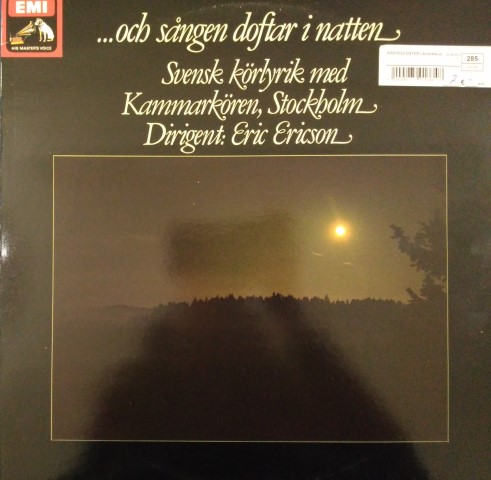 EMI
HIS MASTER'S VOICE
...och sången doftar i natten
Svensk körlyrik med
Kammarkören, Stockholm
Dirigent: Eric Ericson
285